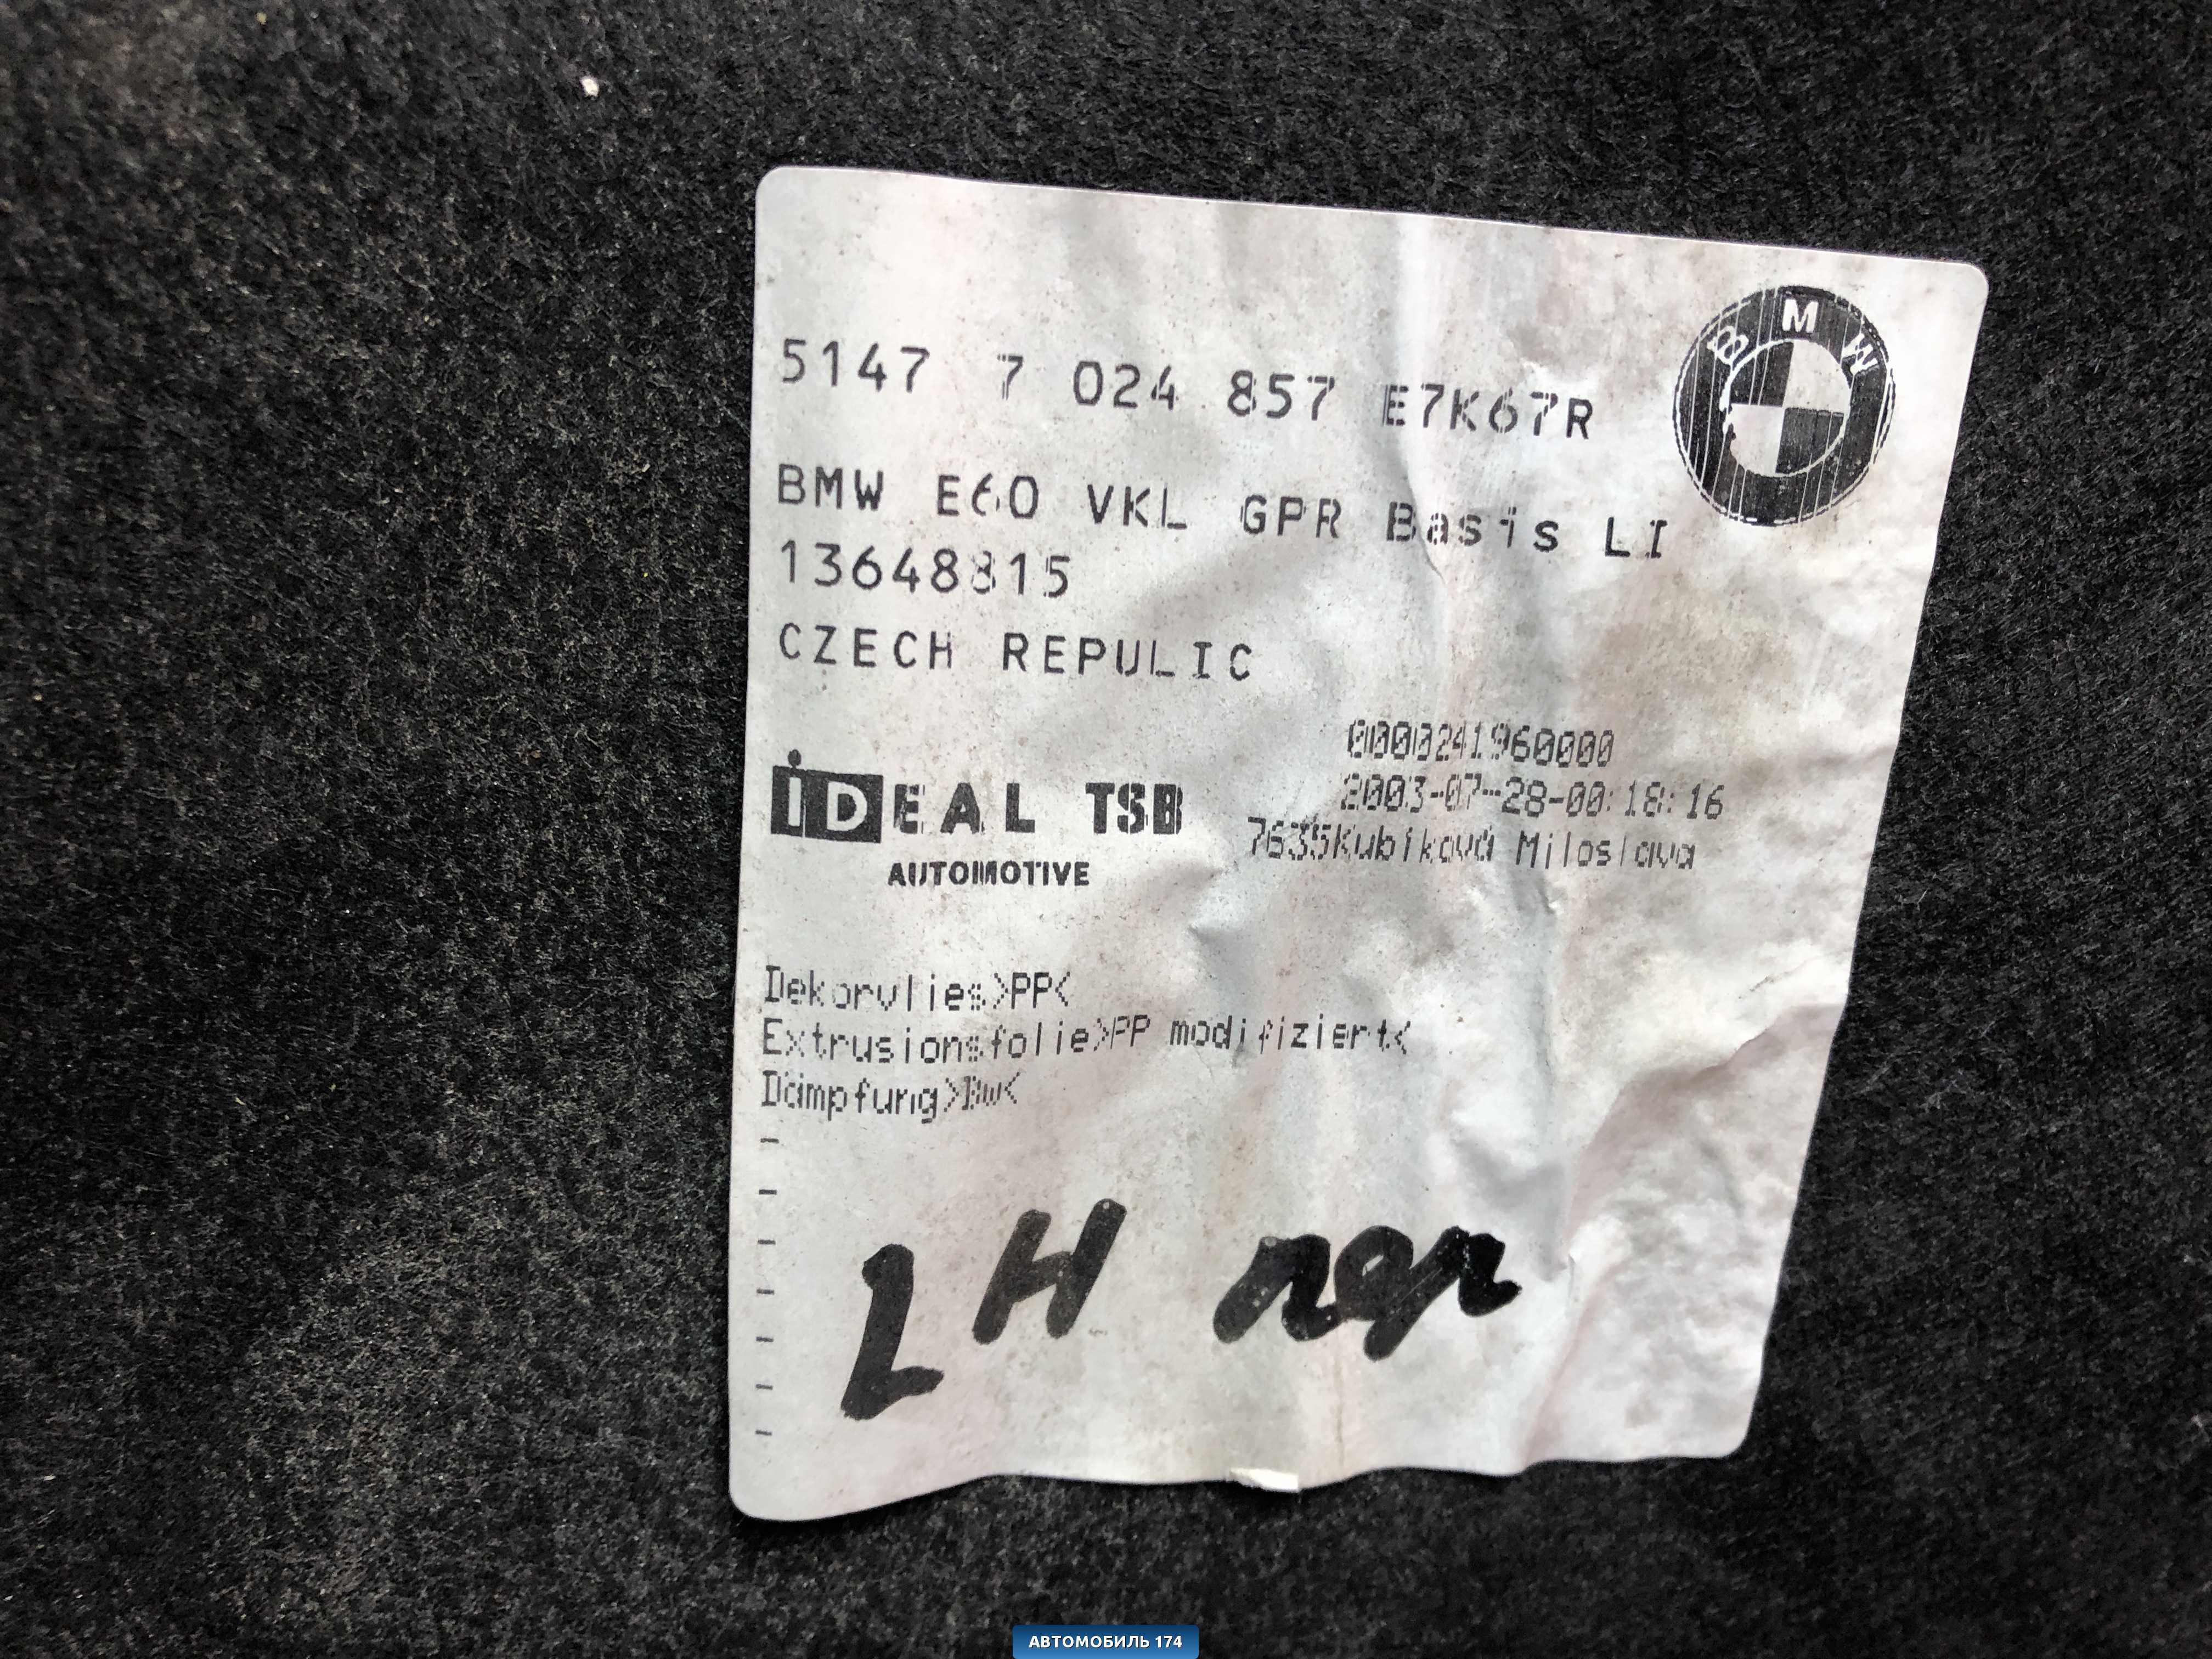 BMW
5147 7 024 857 E7K67R
BMW E60 VKL GPR Basis LI
13648815
CZECH REPULIC
iDEAL TSB
AUTOMOTIVE
0000241960000
2003-07-28-00:18:16
7635Kubíková Miloslava
Dekorvlies>PP<
Extrusionsfolie>PP modifiziert<
Dämpfung>BW<
LH пер
АВТОМОБИЛЬ 174